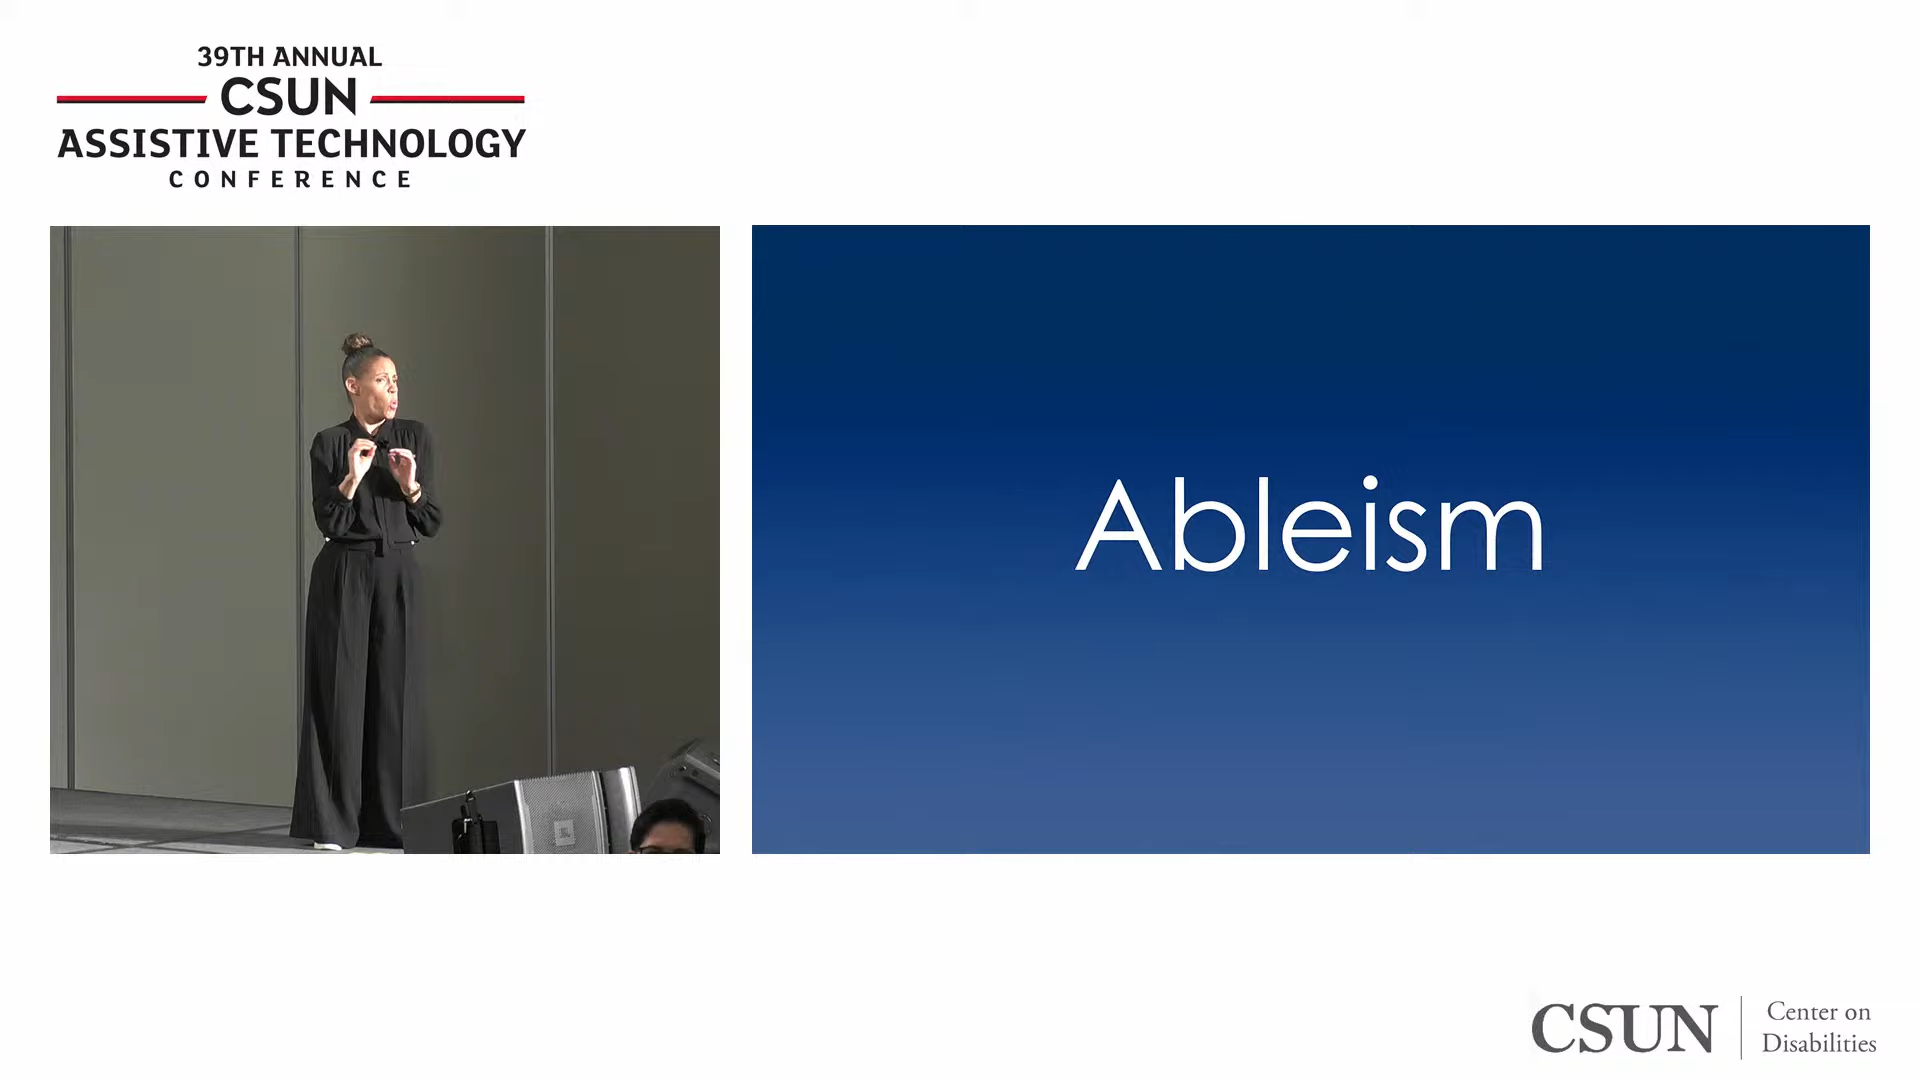 39TH ANNUAL
CSUN
ASSISTIVE TECHNOLOGY
CONFERENCE
Ableism
CSUN
Center on
Disabilities